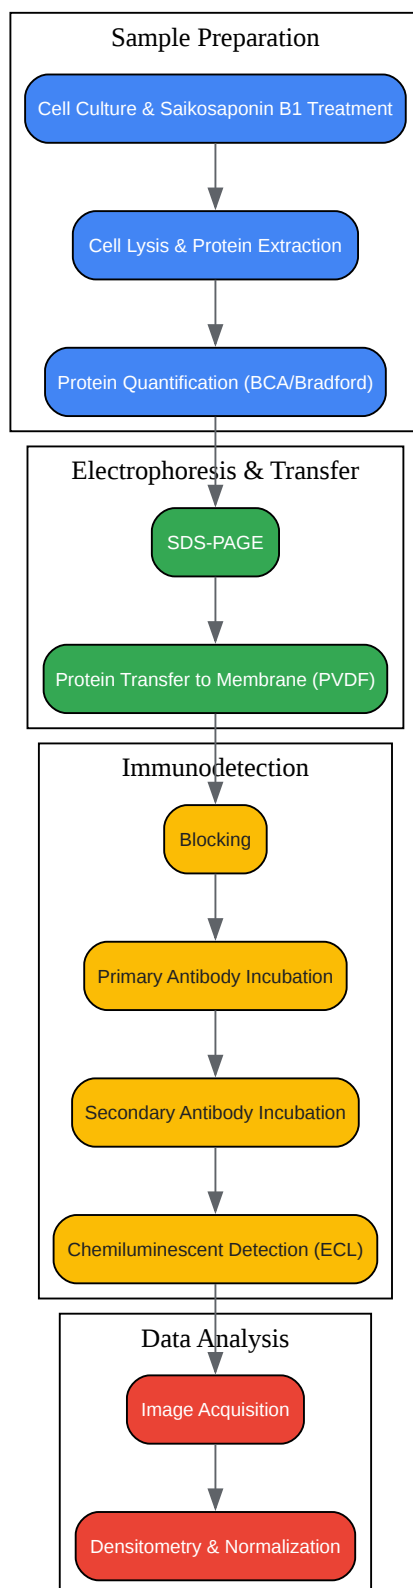 Sample Preparation
Cell Culture & Saikosaponin B1 Treatment
Cell Lysis & Protein Extraction
Protein Quantification (BCA/Bradford)
Electrophoresis & Transfer
SDS-PAGE
Protein Transfer to Membrane (PVDF)
Immunodetection
Blocking
Primary Antibody Incubation
Secondary Antibody Incubation
Chemiluminescent Detection (ECL)
Data Analysis
Image Acquisition
Densitometry & Normalization